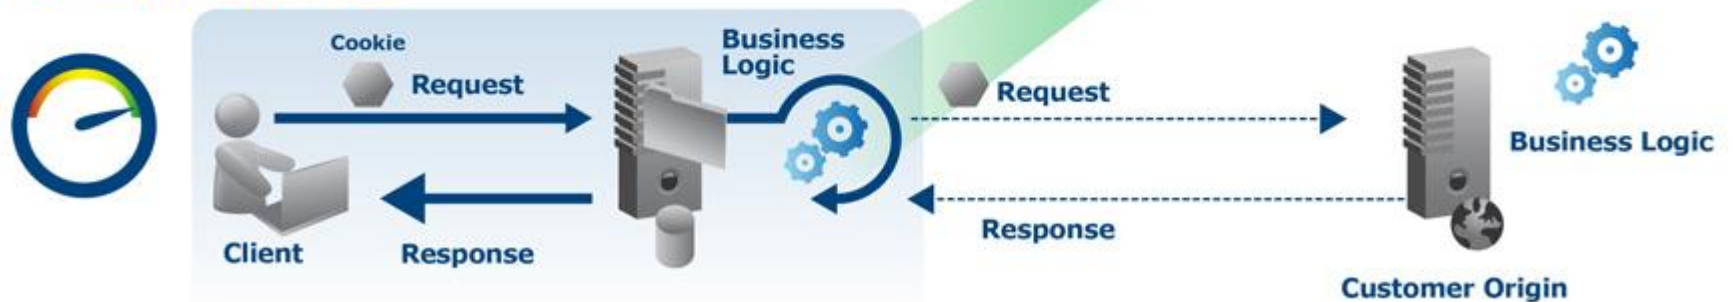 Cookie
Request
Business
Logic
Request
Business Logic
Client
Response
Response
Customer Origin